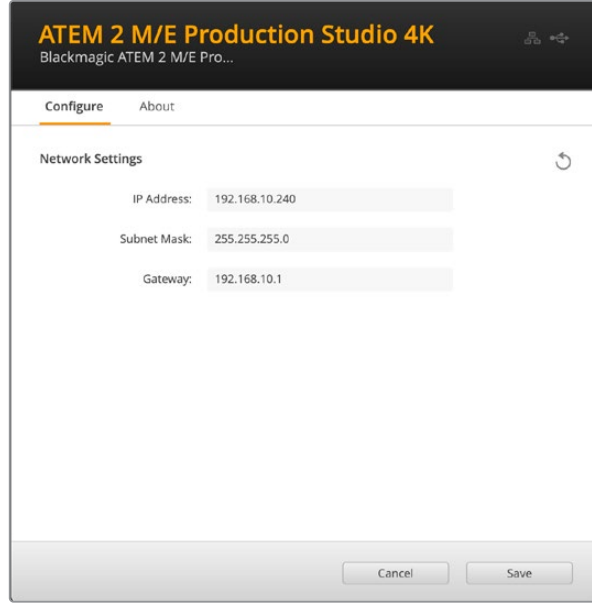 ATEM 2 M/E Production Studio 4K
Blackmagic ATEM 2 M/E Pro...
Configure About
Network Settings
IP Address: 192.168.10.240
Subnet Mask: 255.255.255.0
Gateway: 192.168.10.1
Cancel Save